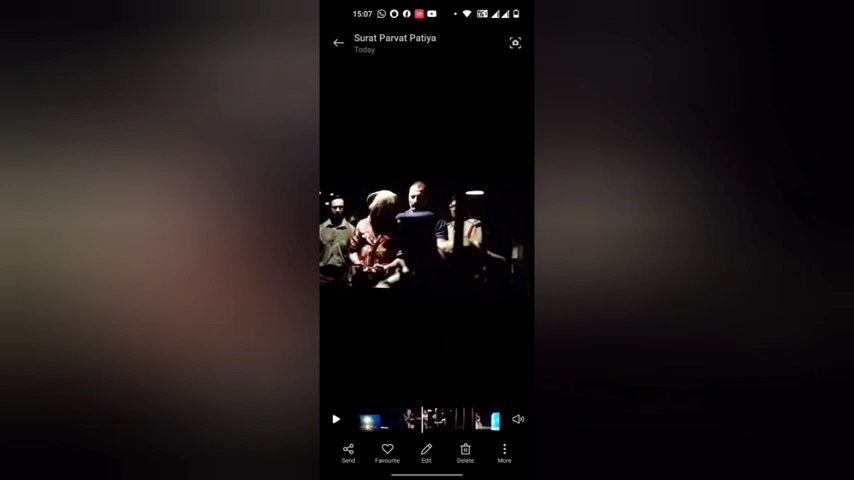 15:07
Surat Parvat Patiya
Today
Send
Favourite
Edit
Delete
More